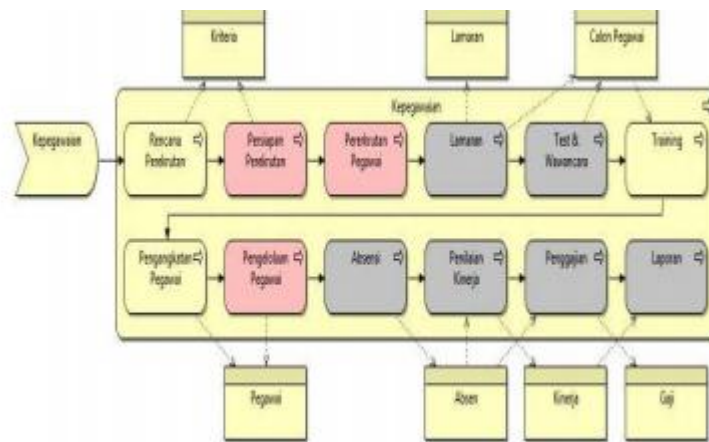 Kriteria
Lamaran
Calon Pegawai
Kepegawaian
Kepegawaian
Rencana
Perekrutan
Persiapan
Perekrutan
Perekrutan
Pegawai
Lamaran
Test &
Wawancara
Training
Pengangkatan
Pegawai
Pengelolaan
Pegawai
Absensi
Penilaian
Kinerja
Penggajian
Laporan
Pegawai
Absen
Kinerja
Gaji